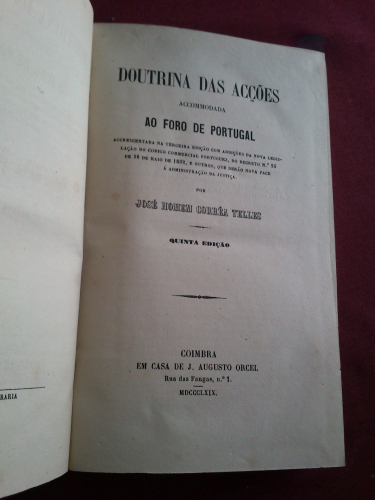 DOUTRINA DAS ACÇÕES
ACCOMMODADA
AO FORO DE PORTUGAL
ACCRESCENTADA NA TERCEIRA EDIÇÃO COM ADDIÇÕES DA NOVA LEGIS-
LAÇÃO DO CODIGO COMMERCIAL PORTUGUEZ, DO DECRETO N.º 24
DE 16 DE MAIO DE 1832, E OUTROS, QUE DERÃO NOVA FACE
Á ADMINISTRAÇÃO DA JUSTIÇA.
POR
JOSÉ HOMEM CORRÊA TELLES
QUINTA EDIÇÃO
COIMBRA
EM CASA DE J. AUGUSTO ORCEL
Rua das Fangas, n.º 1.
MDCCCLXIX.
RARIA